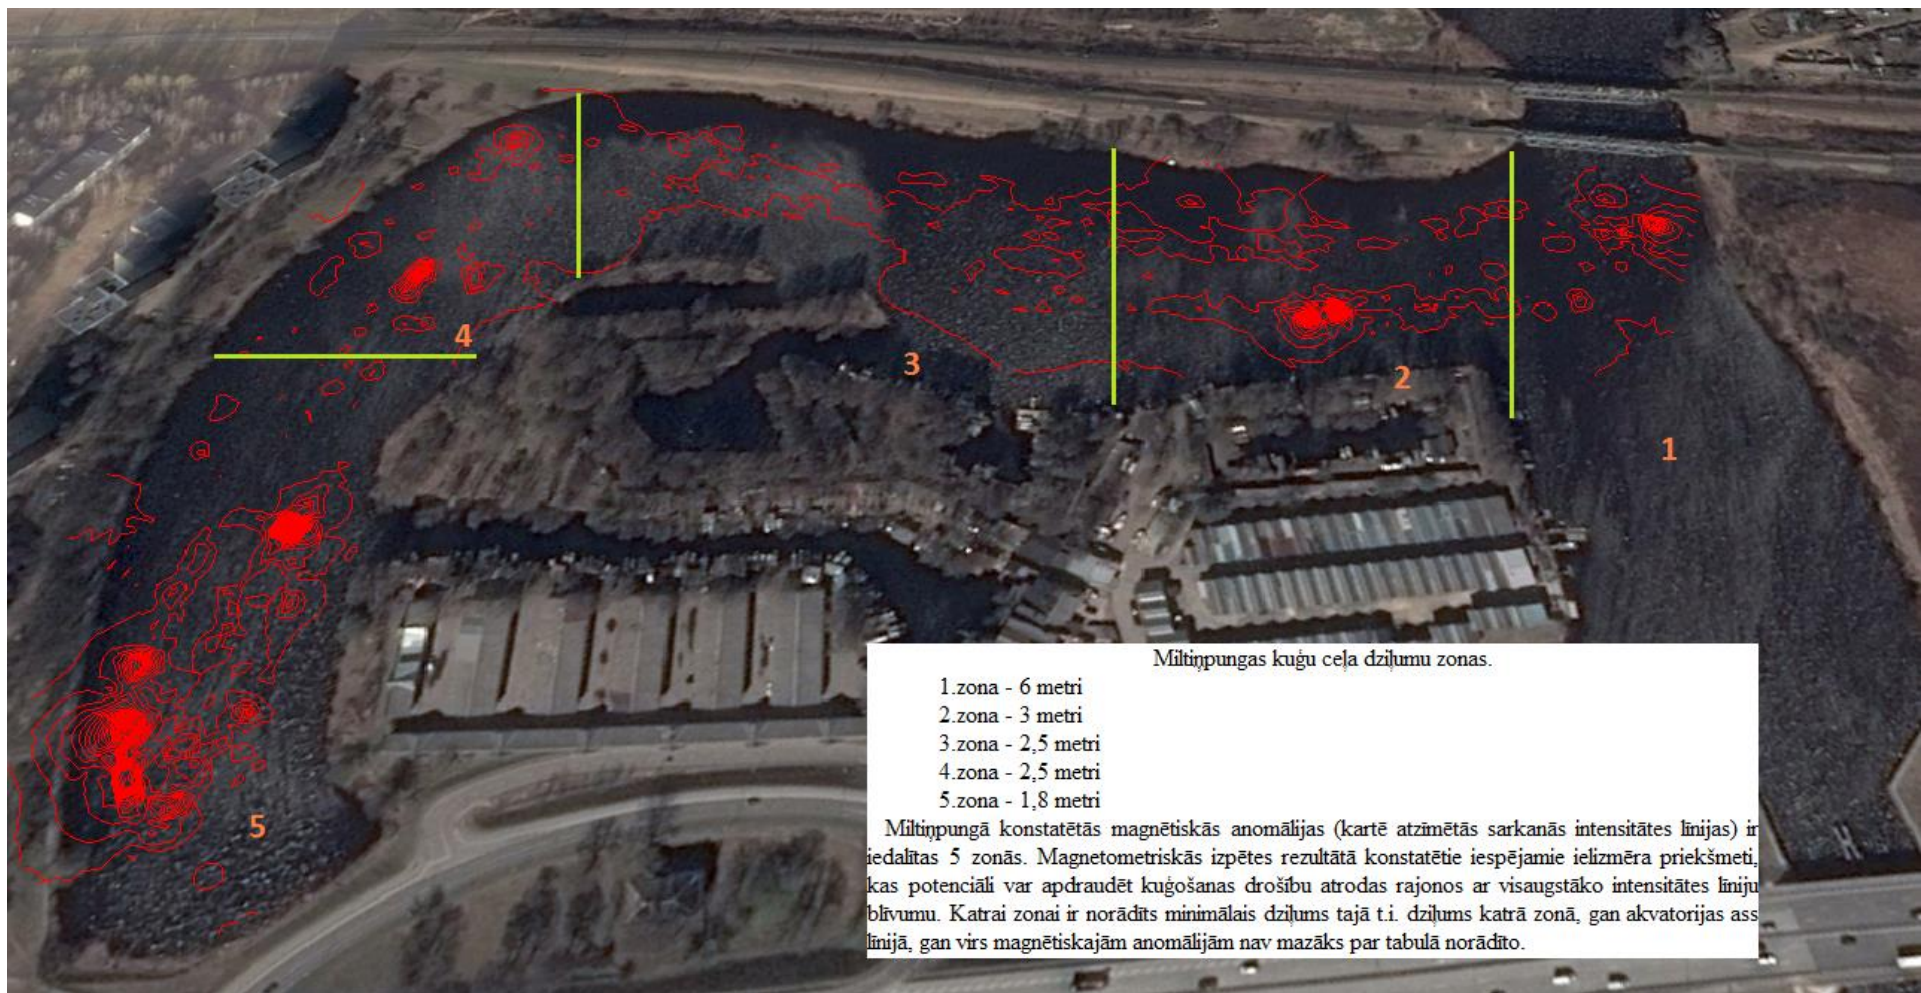 4
3
2
1
5
Miltiņpungas kuģu ceļa dziļumu zonas.
1.zona - 6 metri
2.zona - 3 metri
3.zona - 2,5 metri
4.zona - 2,5 metri
5.zona - 1,8 metri
Miltiņpungā konstatētās magnētiskās anomālijas (kartē atzīmētās sarkanās intensitātes līnijas) ir
iedalītas 5 zonās. Magnetometriskās izpētes rezultātā konstatētie iespējamie ielizmēra priekšmeti,
kas potenciāli var apdraudēt kuģošanas drošību atrodas rajonos ar visaugstāko intensitātes līniju
blīvumu. Katrai zonai ir norādīts minimālais dziļums tajā t.i. dziļums katrā zonā, gan akvatorijas ass
līnijā, gan virs magnētiskajām anomālijām nav mazāks par tabulā norādīto.